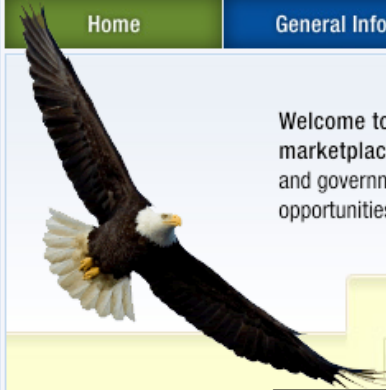 Home
General Info
Welcome to
marketplac
and governm
opportunities